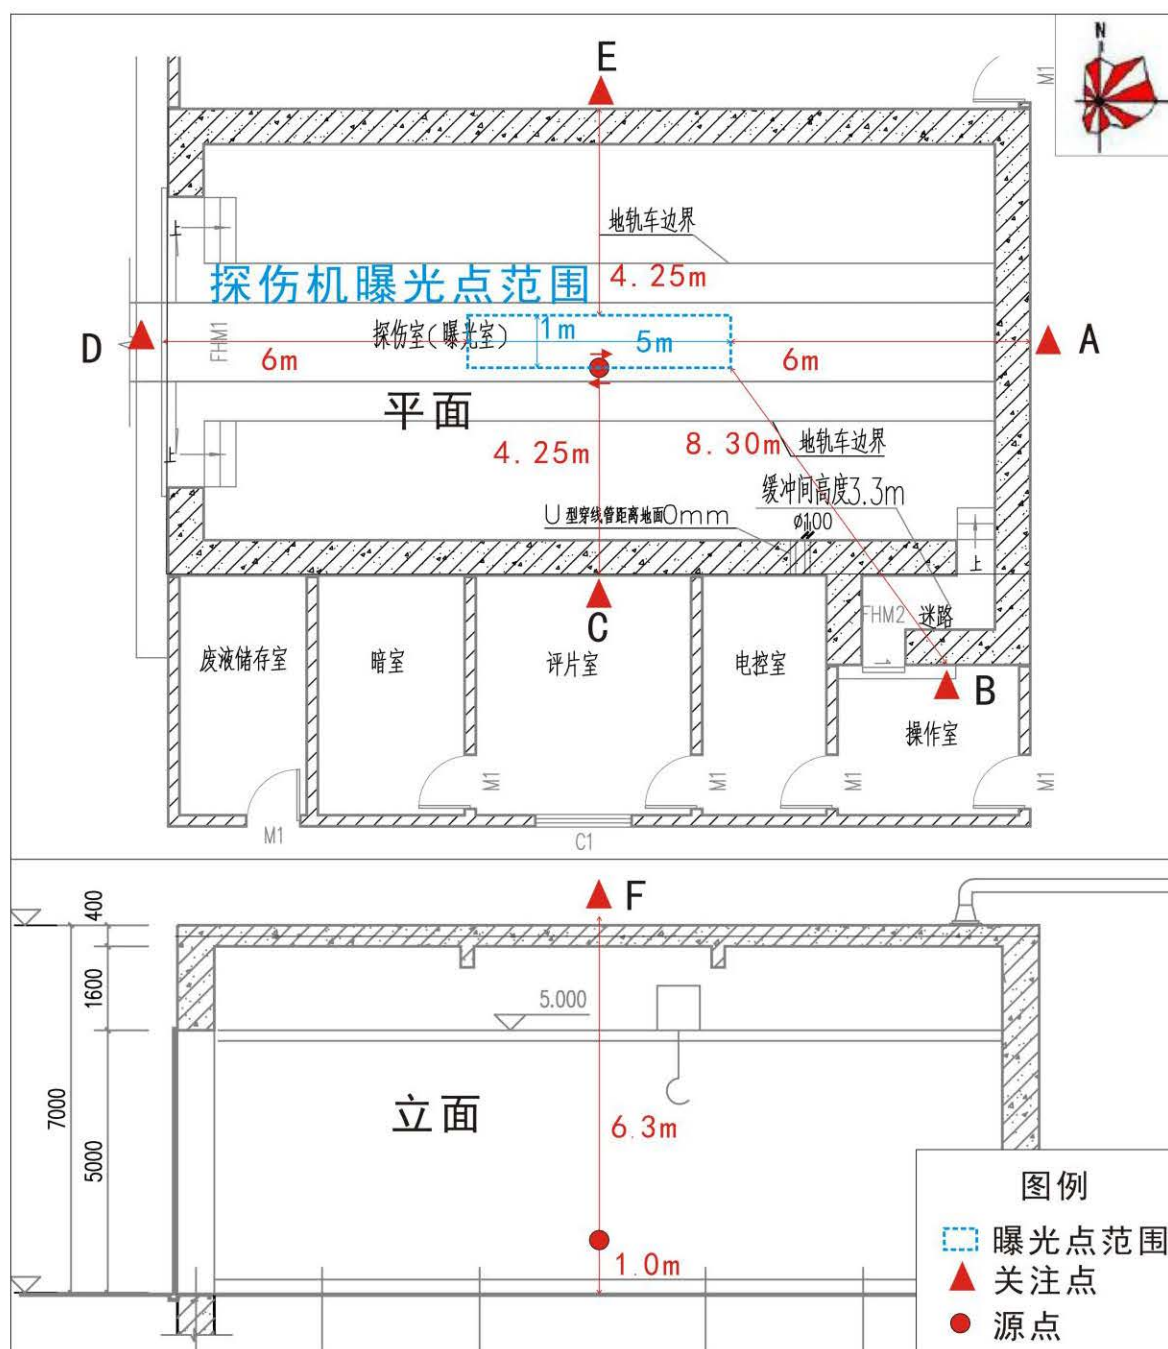 E
N
M1
地轨车边界
上
4.25m
探伤机曝光点范围
D
FHM1
探伤室(曝光室)
1m
5m
A
6m
6m
平面
4.25m
8.30m
地轨车边界
上
缓冲间高度3.3m
U型穿线管距离地面0mm
ø100
上
C
FHM2
迷路
废液储存室
暗室
评片室
电控室
B
操作室
M1
M1
M1
M1
M1
C1
F
400
1600
5.000
7000
5000
立面
6.3m
1.0m
图例
曝光点范围
关注点
源点